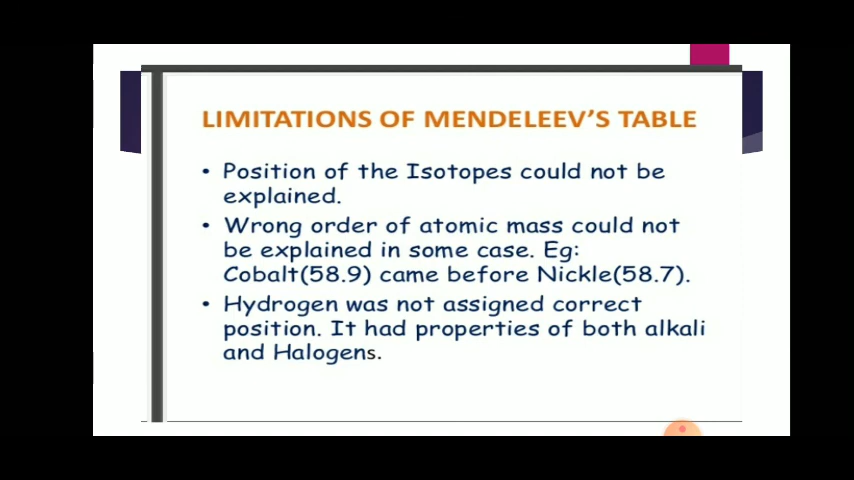 LIMITATIONS OF MENDELEEV'S TABLE
• Position of the Isotopes could not be
explained.
• Wrong order of atomic mass could not
be explained in some case. Eg:
Cobalt(58.9) came before Nickle(58.7).
• Hydrogen was not assigned correct
position. It had properties of both alkali
and Halogens.